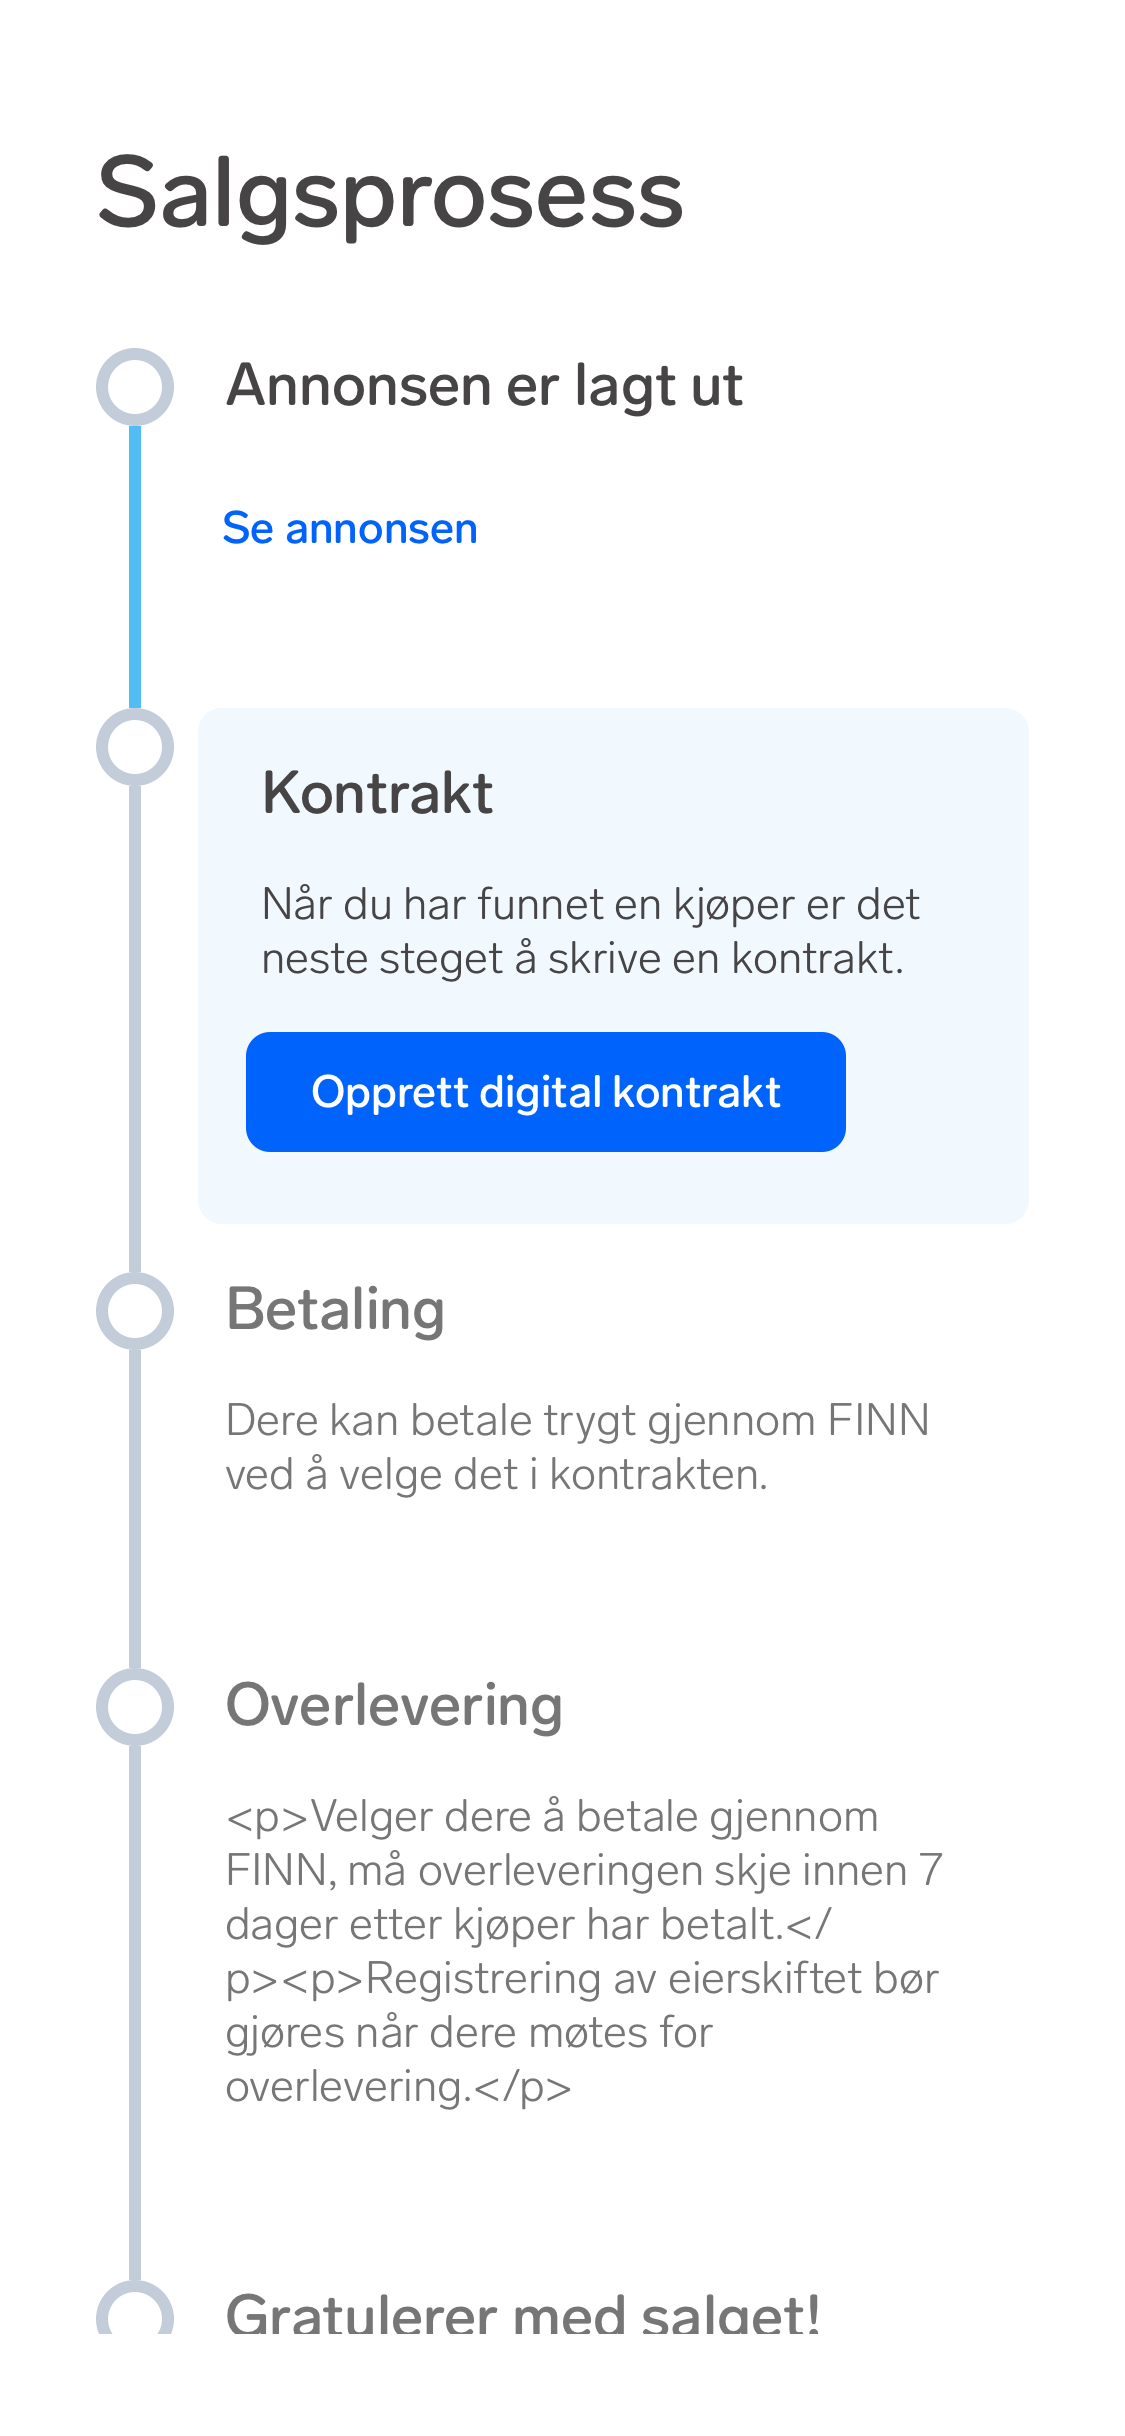 Salgsprosess
Annonsen er lagt ut
Se annonsen
Kontrakt
Når du har funnet en kjøper er det
neste steget å skrive en kontrakt.
Opprett digital kontrakt
Betaling
Dere kan betale trygt gjennom FINN
ved å velge det i kontrakten.
Overlevering
<p>Velger dere å betale gjennom
FINN, må overleveringen skje innen 7
dager etter kjøper har betalt.</
p><p>Registrering av eierskiftet bør
gjøres når dere møtes for
overlevering.</p>
Gratulerer med salget!